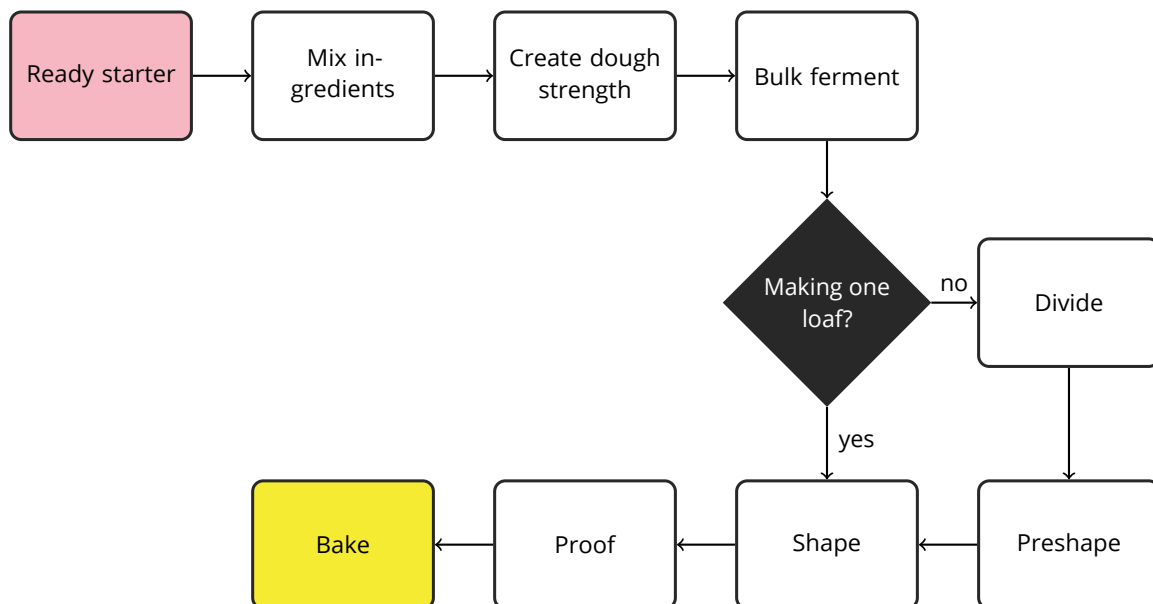 Ready starter
Mix in-
gredients
Create dough
strength
Bulk ferment
Making one
loaf?
no
Divide
yes
Bake
Proof
Shape
Preshape